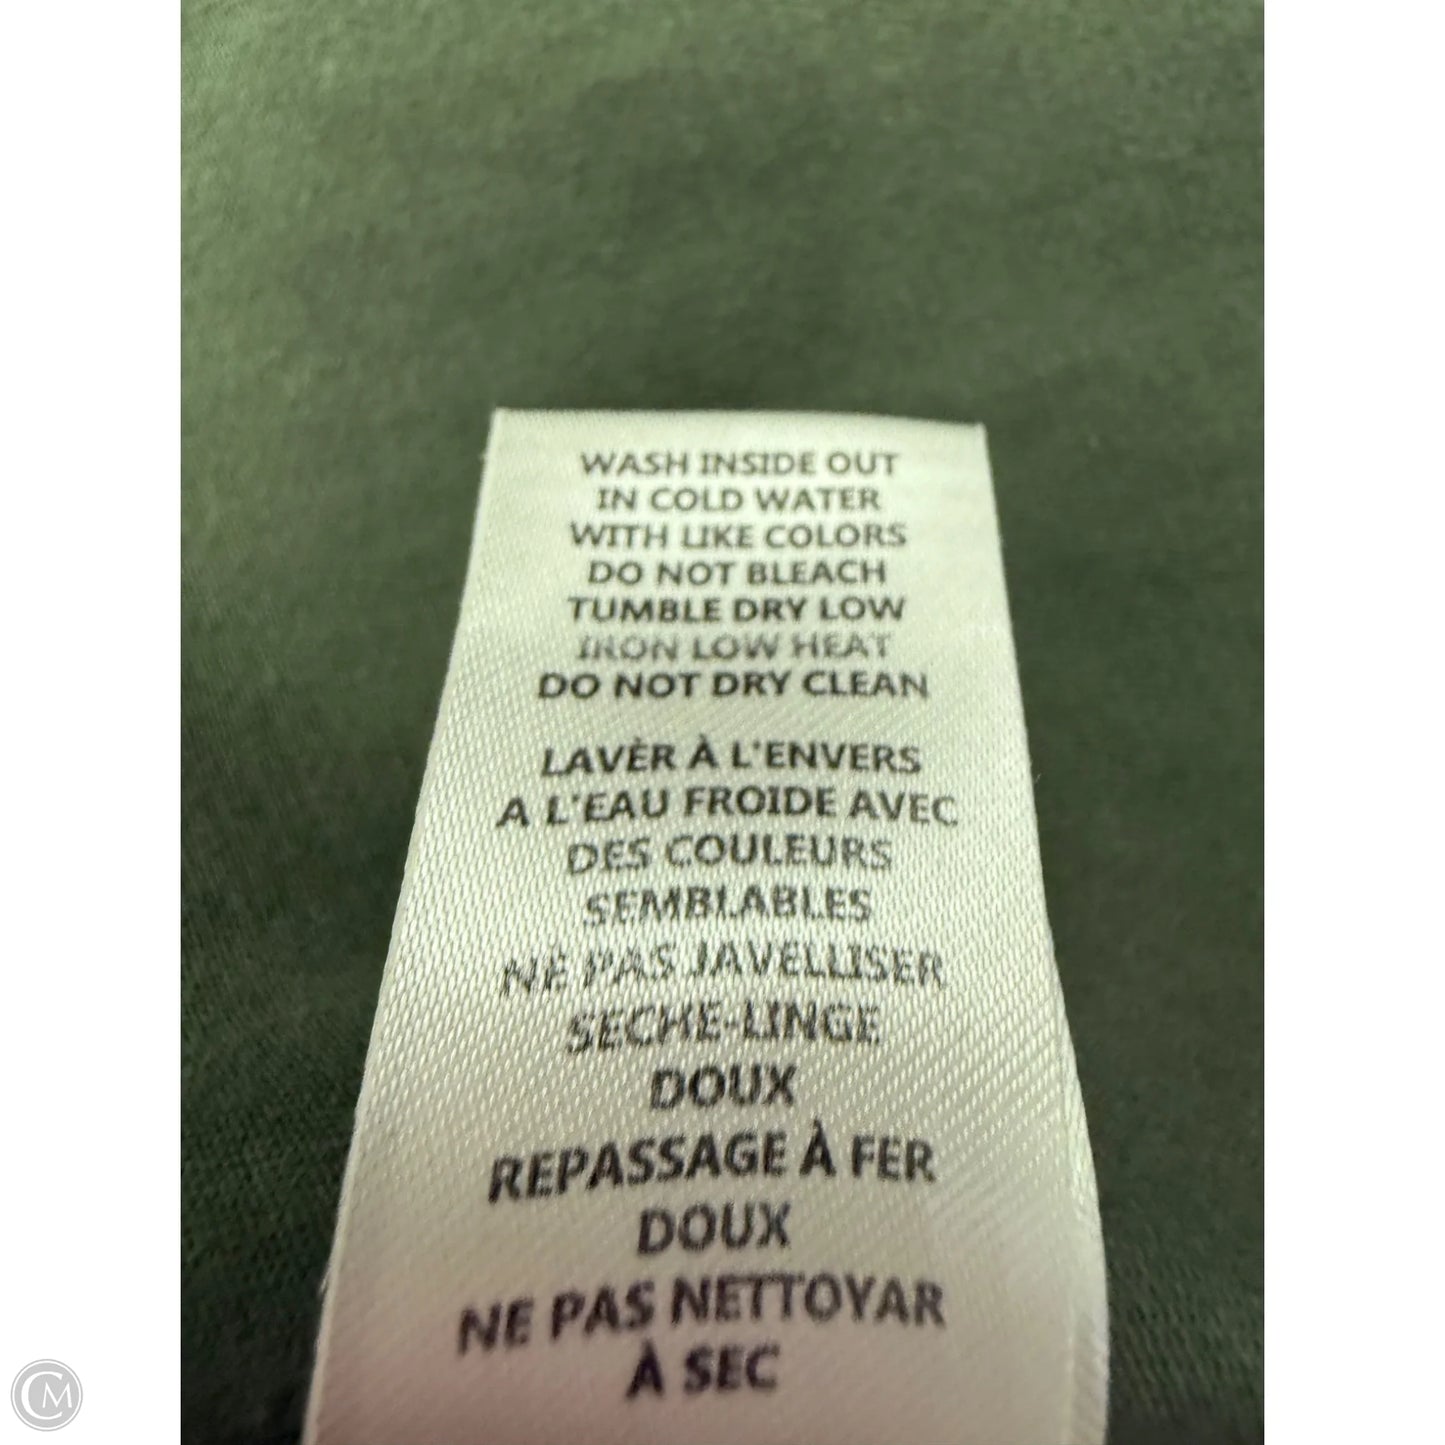 WASH INSIDE OUT
IN COLD WATER
WITH LIKE COLORS
DO NOT BLEACH
TUMBLE DRY LOW
IRON LOW HEAT
DO NOT DRY CLEAN
LAVÈR À L'ENVERS
A L'EAU FROIDE AVEC
DES COULEURS
SEMBLABLES
NE PAS JAVELLISER
SECHE-LINGE
DOUX
REPASSAGE À FER
DOUX
NE PAS NETTOYAR
À SEC
CM